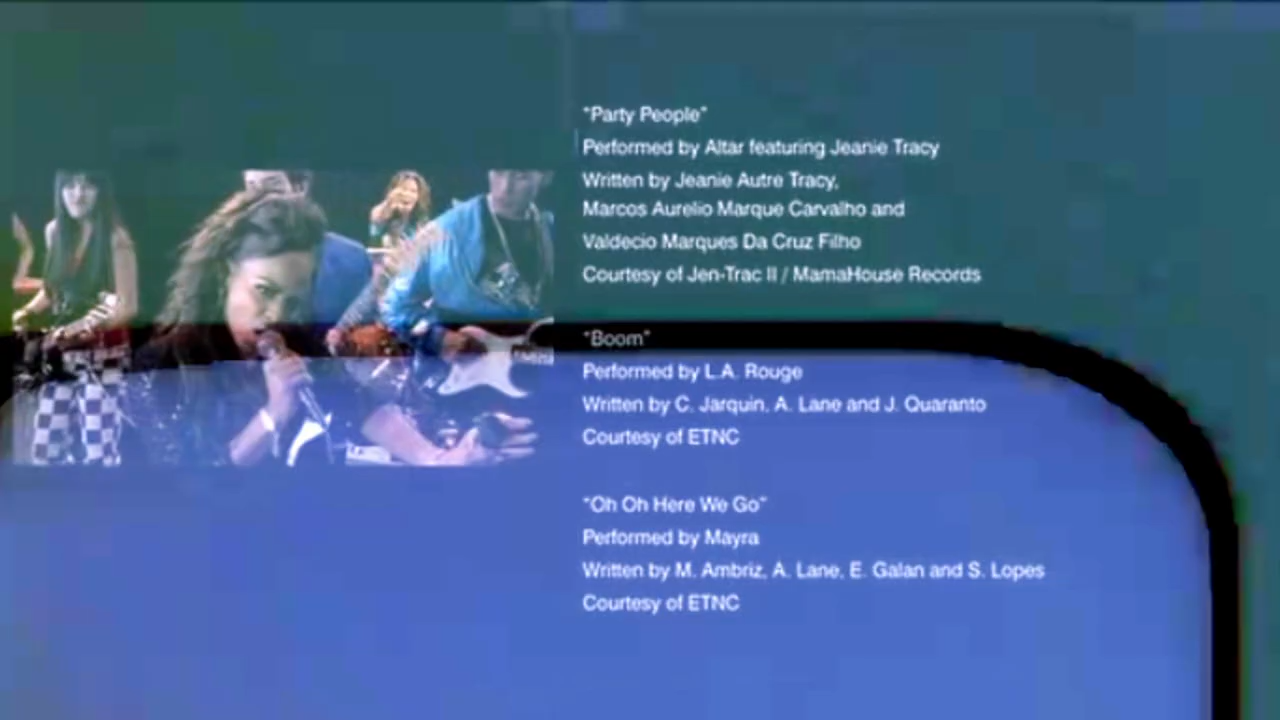 "Party People"
Performed by Altar featuring Jeanie Tracy
Written by Jeanie Autre Tracy,
Marcos Aurelio Marque Carvalho and
Valdecio Marques Da Cruz Filho
Courtesy of Jen-Trac II / MamaHouse Records
"Boom"
Performed by L.A. Rouge
Written by C. Jarquin, A. Lane and J. Quaranto
Courtesy of ETNC
"Oh Oh Here We Go"
Performed by Mayra
Written by M. Ambriz, A. Lane, E. Galan and S. Lopes
Courtesy of ETNC